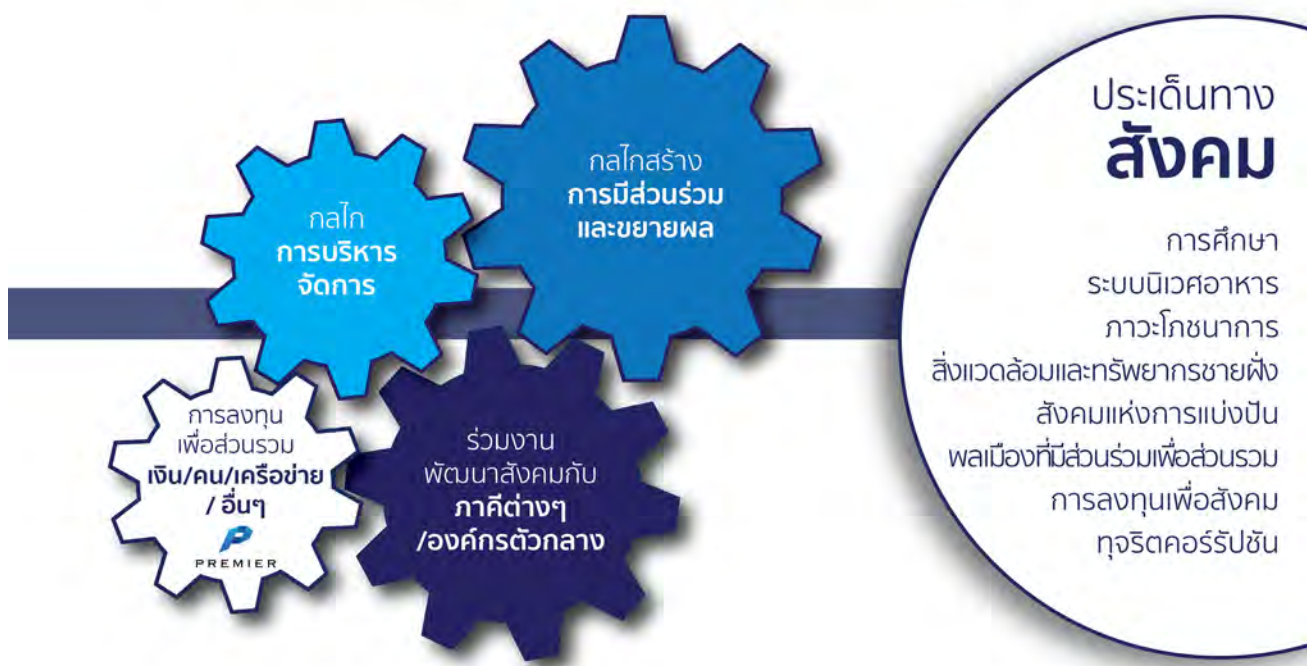 กลไกสร้าง
การมีส่วนร่วม
และขยายผล
กลไก
การบริหาร
จัดการ
การลงทุน
เพื่อส่วนรวม
เงิน/คน/เครือข่าย
/ อื่นๆ
PREMIER
ร่วมงาน
พัฒนาสังคมกับ
ภาคีต่างๆ
/องค์กรตัวกลาง
ประเด็นทาง
สังคม
การศึกษา
ระบบนิเวศอาหาร
ภาวะโภชนาการ
สิ่งแวดล้อมและทรัพยากรชายฝั่ง
สังคมแห่งการแบ่งปัน
พลเมืองที่มีส่วนร่วมเพื่อส่วนรวม
การลงทุนเพื่อสังคม
ทุจริตคอร์รัปชัน